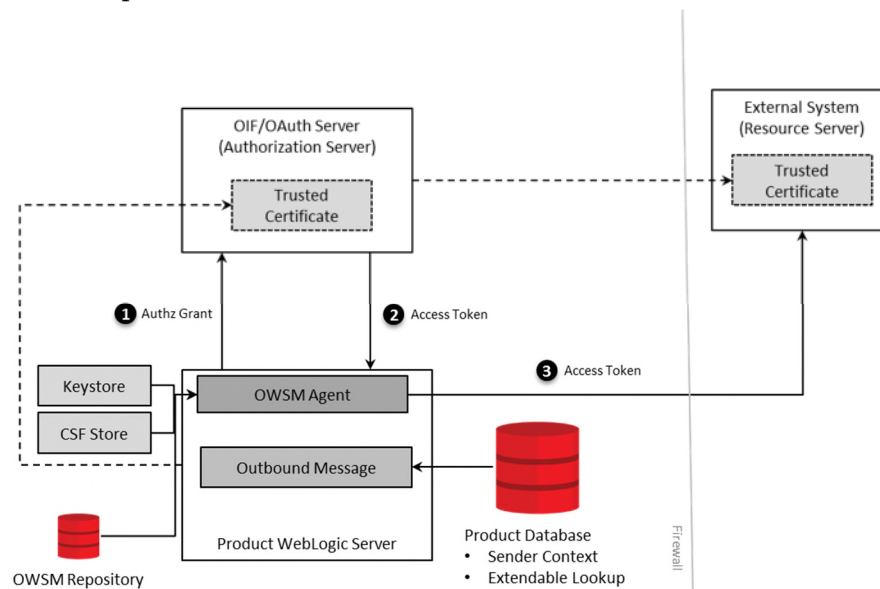 OIF/OAuth Server
(Authorization Server)
Trusted
Certificate
External System
(Resource Server)
Trusted
Certificate
1 Authz Grant
2 Access Token
3 Access Token
Keystore
CSF Store
OWSM Agent
Outbound Message
Product WebLogic Server
OWSM Repository
Product Database
• Sender Context
• Extendable Lookup
Firewall